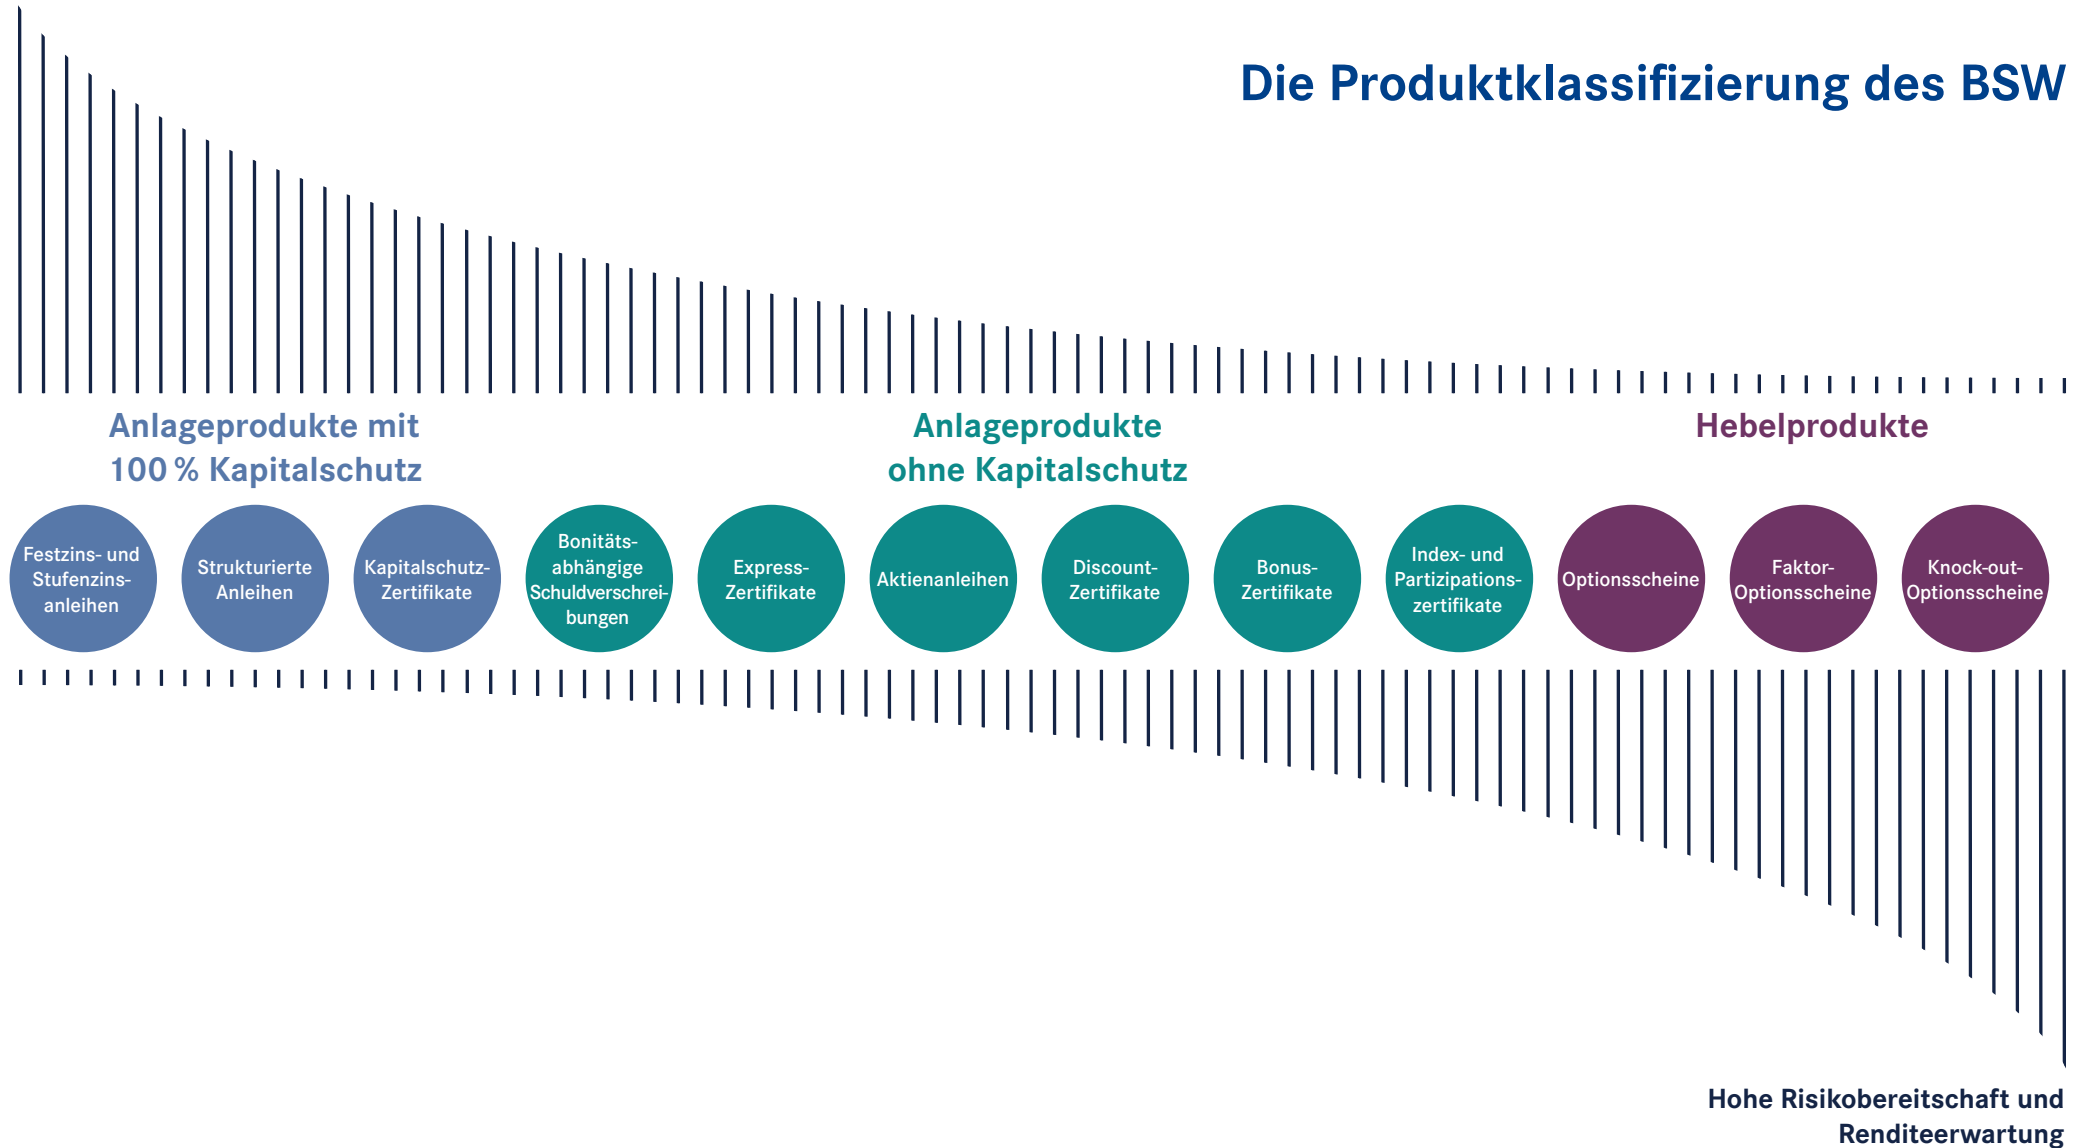 Die Produktklassifizierung des BSW
Anlageprodukte mit
100 % Kapitalschutz
Anlageprodukte
ohne Kapitalschutz
Hebelprodukte
Festzins- und
Stufenzins-
anleihen
Strukturierte
Anleihen
Kapitalschutz-
Zertifikate
Bonitäts-
abhängige
Schuldverschrei-
bungen
Express-
Zertifikate
Aktienanleihen
Discount-
Zertifikate
Bonus-
Zertifikate
Index- und
Partizipations-
zertifikate
Optionsscheine
Faktor-
Optionsscheine
Knock-out-
Optionsscheine
Hohe Risikobereitschaft und
Renditeerwartung